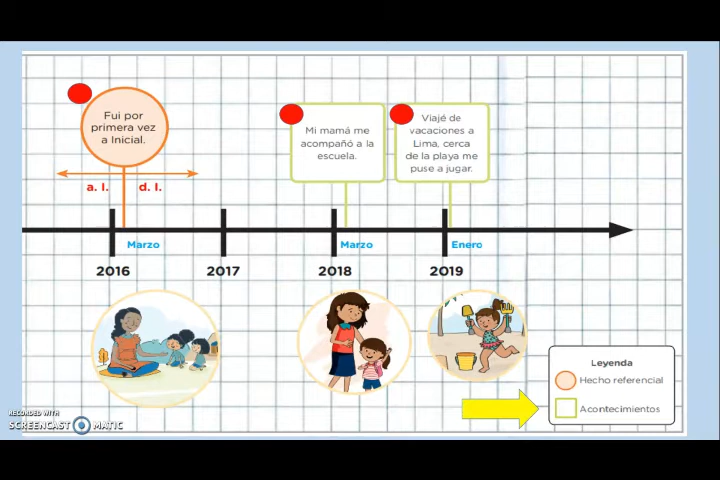 Fui por
primera vez
a Inicial.
Mi mamá me
acompañó a la
escuela.
Viajé de
vacaciones a
Lima, cerca
de la playa me
puse a jugar.
a. I.
d. I.
Marzo
Marzo
Enero
2016
2017
2018
2019
Leyenda
Hecho referencial
Acontecimientos
RECORDED WITH
SCREENCAST MATIC